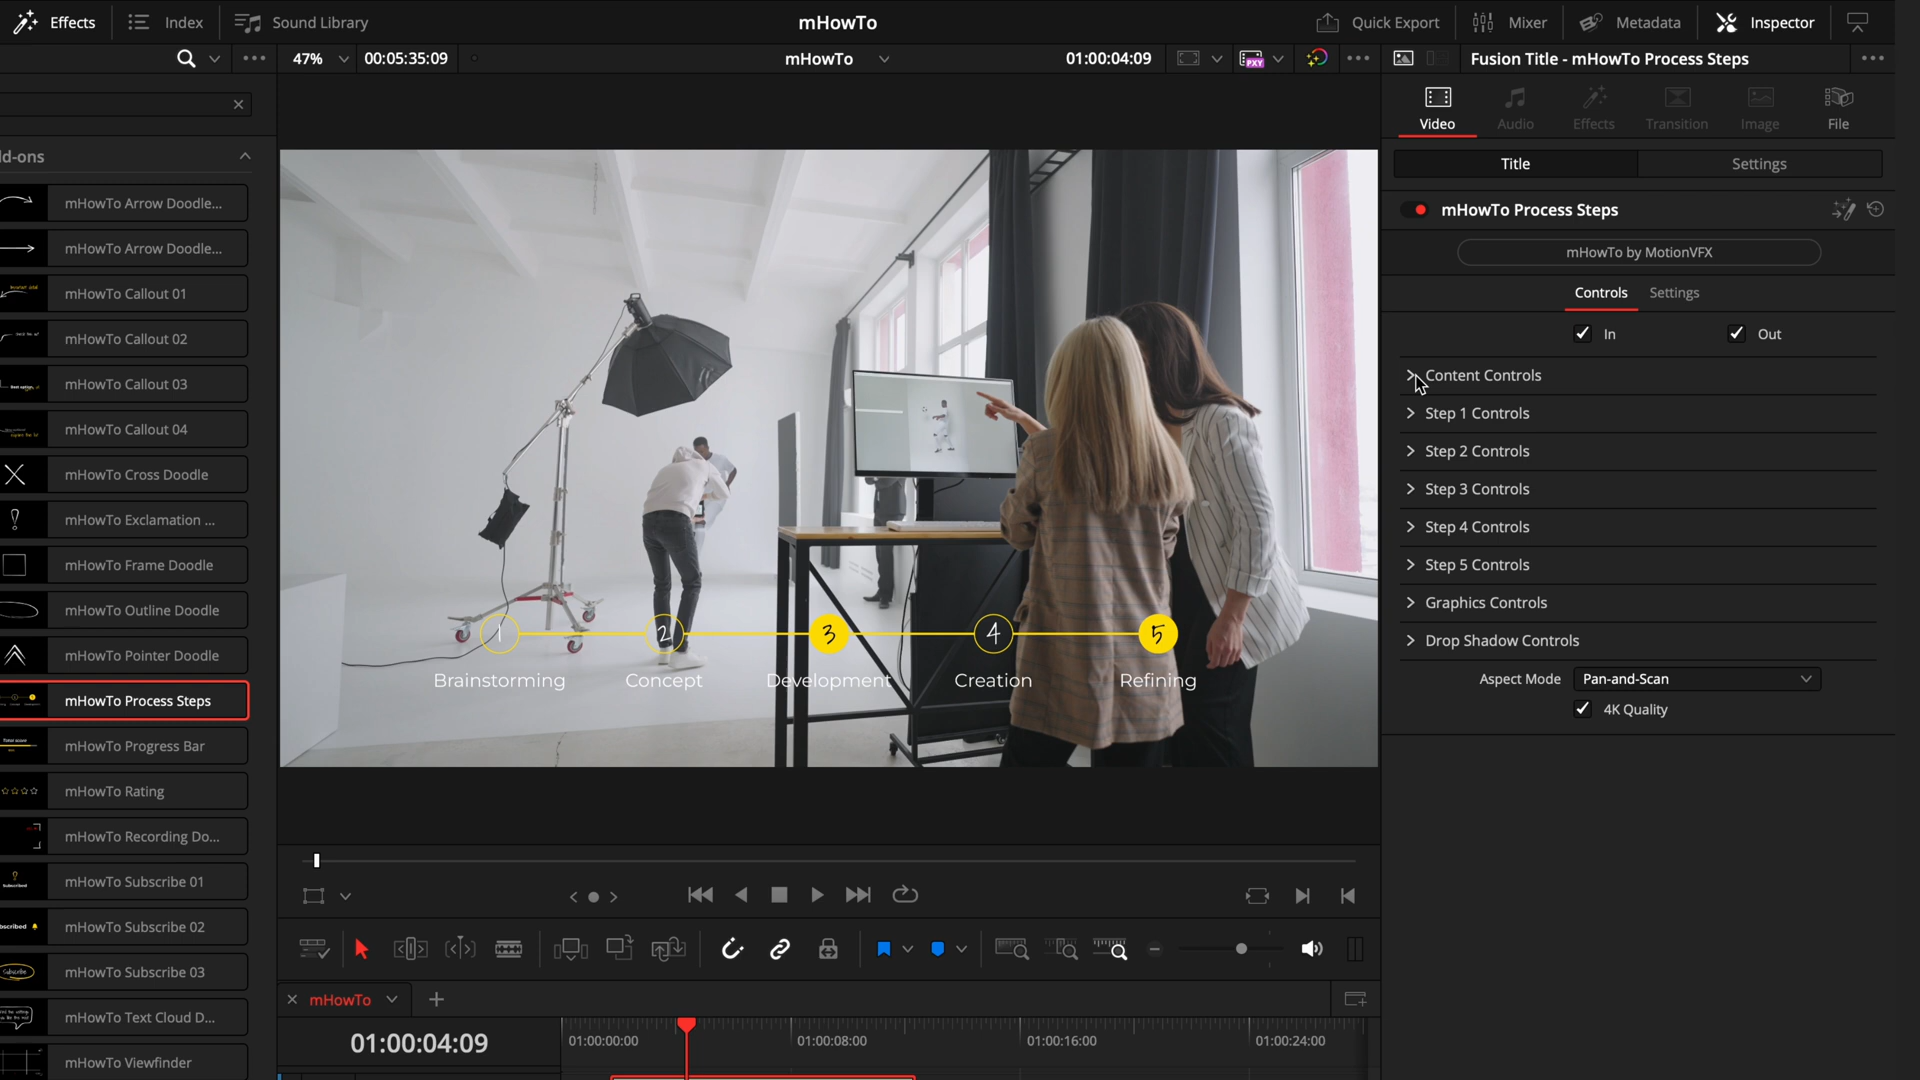 Effects
Index
Sound Library
mHowTo
Quick Export
Mixer
Metadata
Inspector
47%
00:05:35:09
mHowTo
01:00:04:09
PXY
Fusion Title - mHowTo Process Steps
Video
Audio
Effects
Transition
Image
File
Title
Settings
d-ons
mHowTo Arrow Doodle...
mHowTo Arrow Doodle...
mHowTo Callout 01
mHowTo Callout 02
mHowTo Callout 03
mHowTo Callout 04
mHowTo Cross Doodle
mHowTo Exclamation ...
mHowTo Frame Doodle
mHowTo Outline Doodle
mHowTo Pointer Doodle
mHowTo Process Steps
mHowTo Progress Bar
mHowTo Rating
mHowTo Recording Do...
mHowTo Subscribe 01
mHowTo Subscribe 02
mHowTo Subscribe 03
mHowTo Text Cloud D...
mHowTo Viewfinder
1
2
3
4
5
Brainstorming
Concept
Development
Creation
Refining
mHowTo Process Steps
mHowTo by MotionVFX
Controls
Settings
In
Out
Content Controls
Step 1 Controls
Step 2 Controls
Step 3 Controls
Step 4 Controls
Step 5 Controls
Graphics Controls
Drop Shadow Controls
Aspect Mode
Pan-and-Scan
4K Quality
mHowTo
01:00:04:09
01:00:00:00
01:00:08:00
01:00:16:00
01:00:24:00